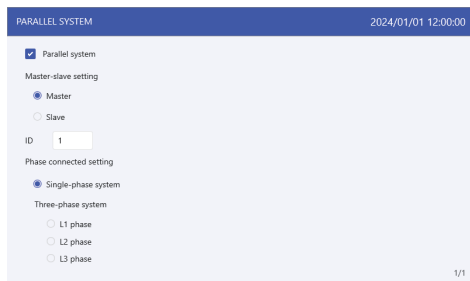 PARALLEL SYSTEM 2024/01/01 12:00:00
Parallel system
Master-slave setting
Master
Slave
ID 1
Phase connected setting
Single-phase system
Three-phase system
L1 phase
L2 phase
L3 phase
1/1